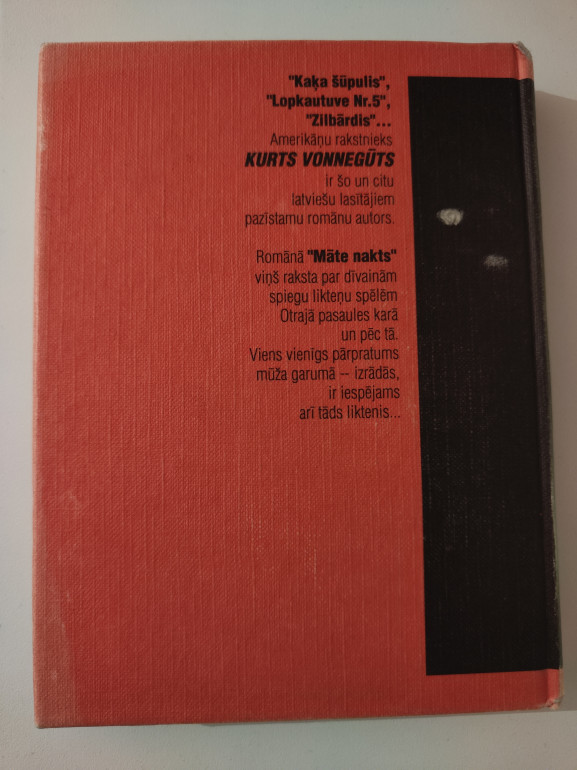 "Kaķa šūpulis",
"Lopkautuve Nr.5",
"Zilbārdis"...
Amerikāņu rakstnieks
KURTS VONNEGŪTS
ir šo un citu
latviešu lasītājiem
pazīstamu romānu autors.
Romānā "Māte nakts"
viņš raksta par dīvainām
spiegu likteņu spēlēm
Otrajā pasaules karā
un pēc tā.
Viens vienīgs pārpratums
mūža garumā -- izrādās,
ir iespējams
arī tāds liktenis...